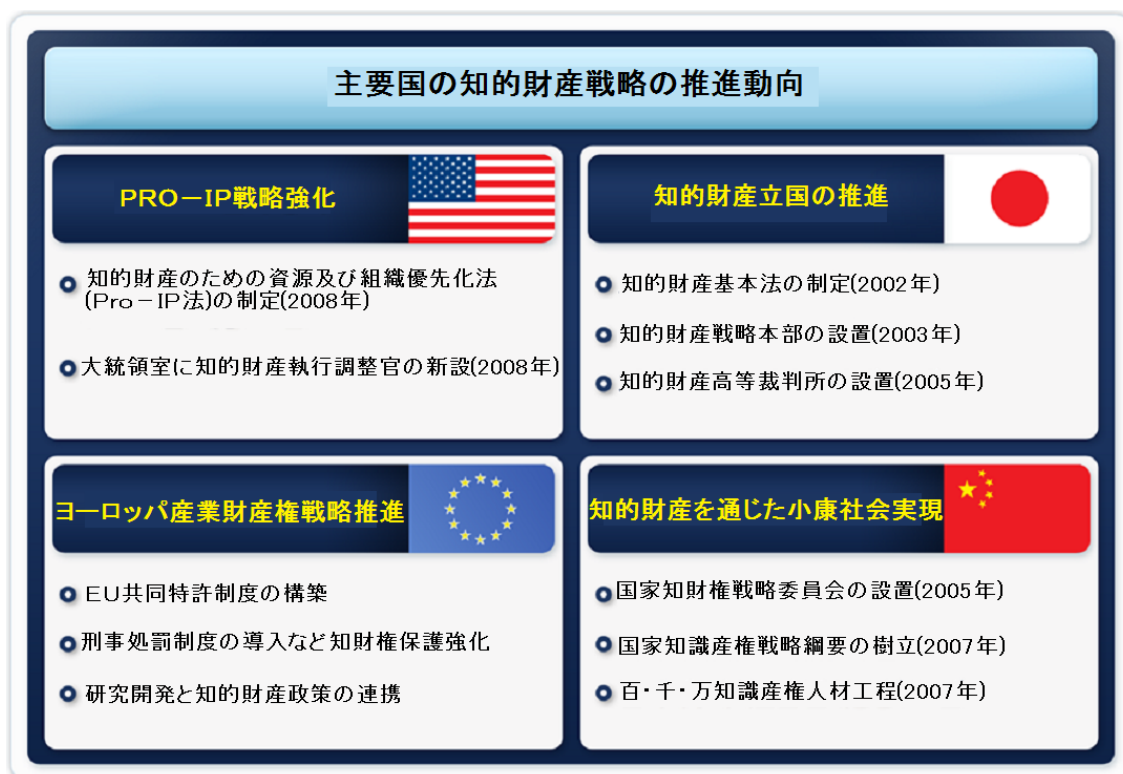 主要国の知的財産戦略の推進動向
PRO－IP戦略強化
知的財産のための資源及び組織優先化法
(Pro－IP法)の制定(2008年)
大統領室に知的財産執行調整官の新設(2008年)
知的財産立国の推進
知的財産基本法の制定(2002年)
知的財産戦略本部の設置(2003年)
知的財産高等裁判所の設置(2005年)
ヨーロッパ産業財産権戦略推進
EU共同特許制度の構築
刑事処罰制度の導入など知財権保護強化
研究開発と知的財産政策の連携
知的財産を通じた小康社会実現
国家知財権戦略委員会の設置(2005年)
国家知識産権戦略綱要の樹立(2007年)
百・千・万知識産権人材工程(2007年)